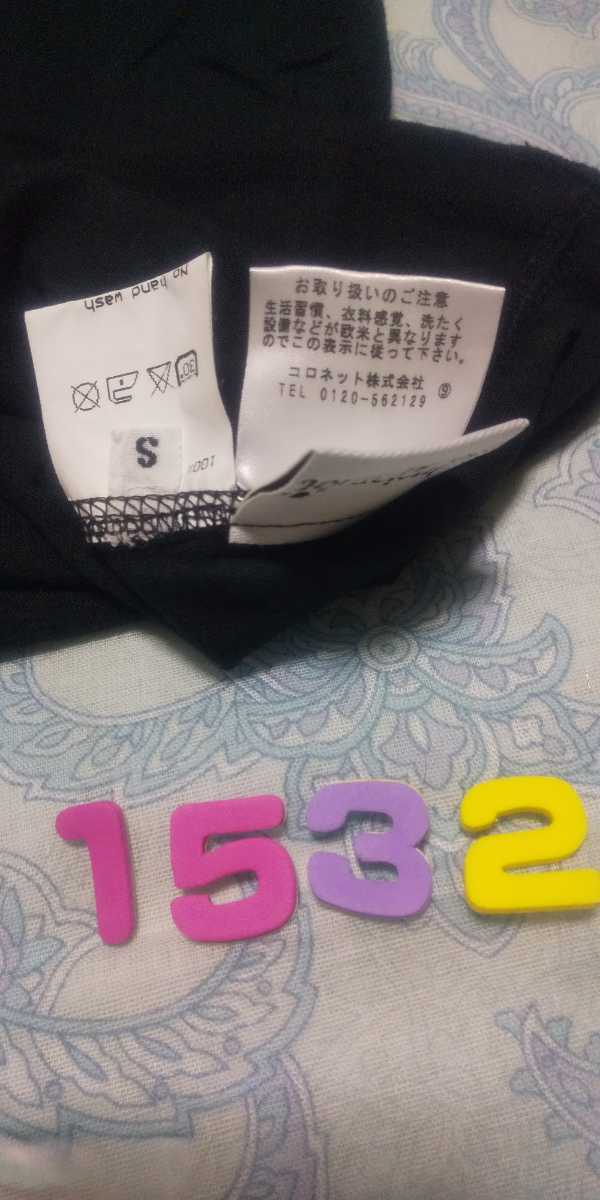 No hand wash
30°
S
100%
お取り扱いのご注意
生活習慣、衣料感覚、洗たく
設備などが欧米と異なります
のでこの表示に従って下さい。
コロネット株式会社 ⑨
TEL 0120-562129
1532